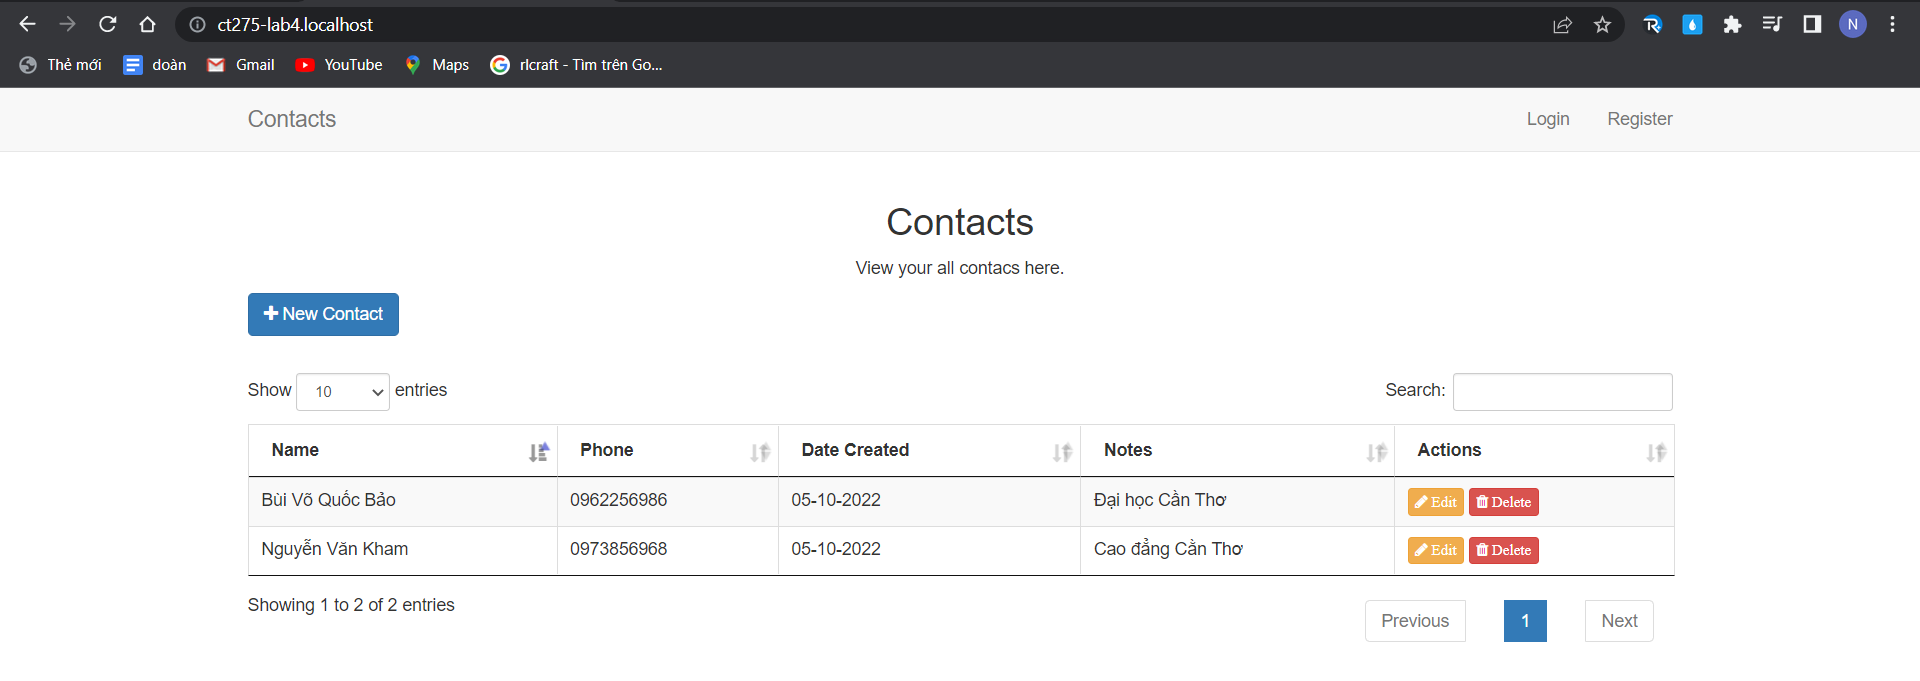 ct275-lab4.localhost
N
Thẻ mới doàn Gmail YouTube Maps rlcraft - Tìm trên Go...
Contacts Login Register
Contacts
View your all contacs here.
New Contact
Show 10 entries Search:
Name Phone Date Created Notes Actions
Bùi Võ Quốc Bảo 0962256986 05-10-2022 Đại học Cần Thơ Edit Delete
Nguyễn Văn Kham 0973856968 05-10-2022 Cao đẳng Cần Thơ Edit Delete
Showing 1 to 2 of 2 entries
Previous 1 Next